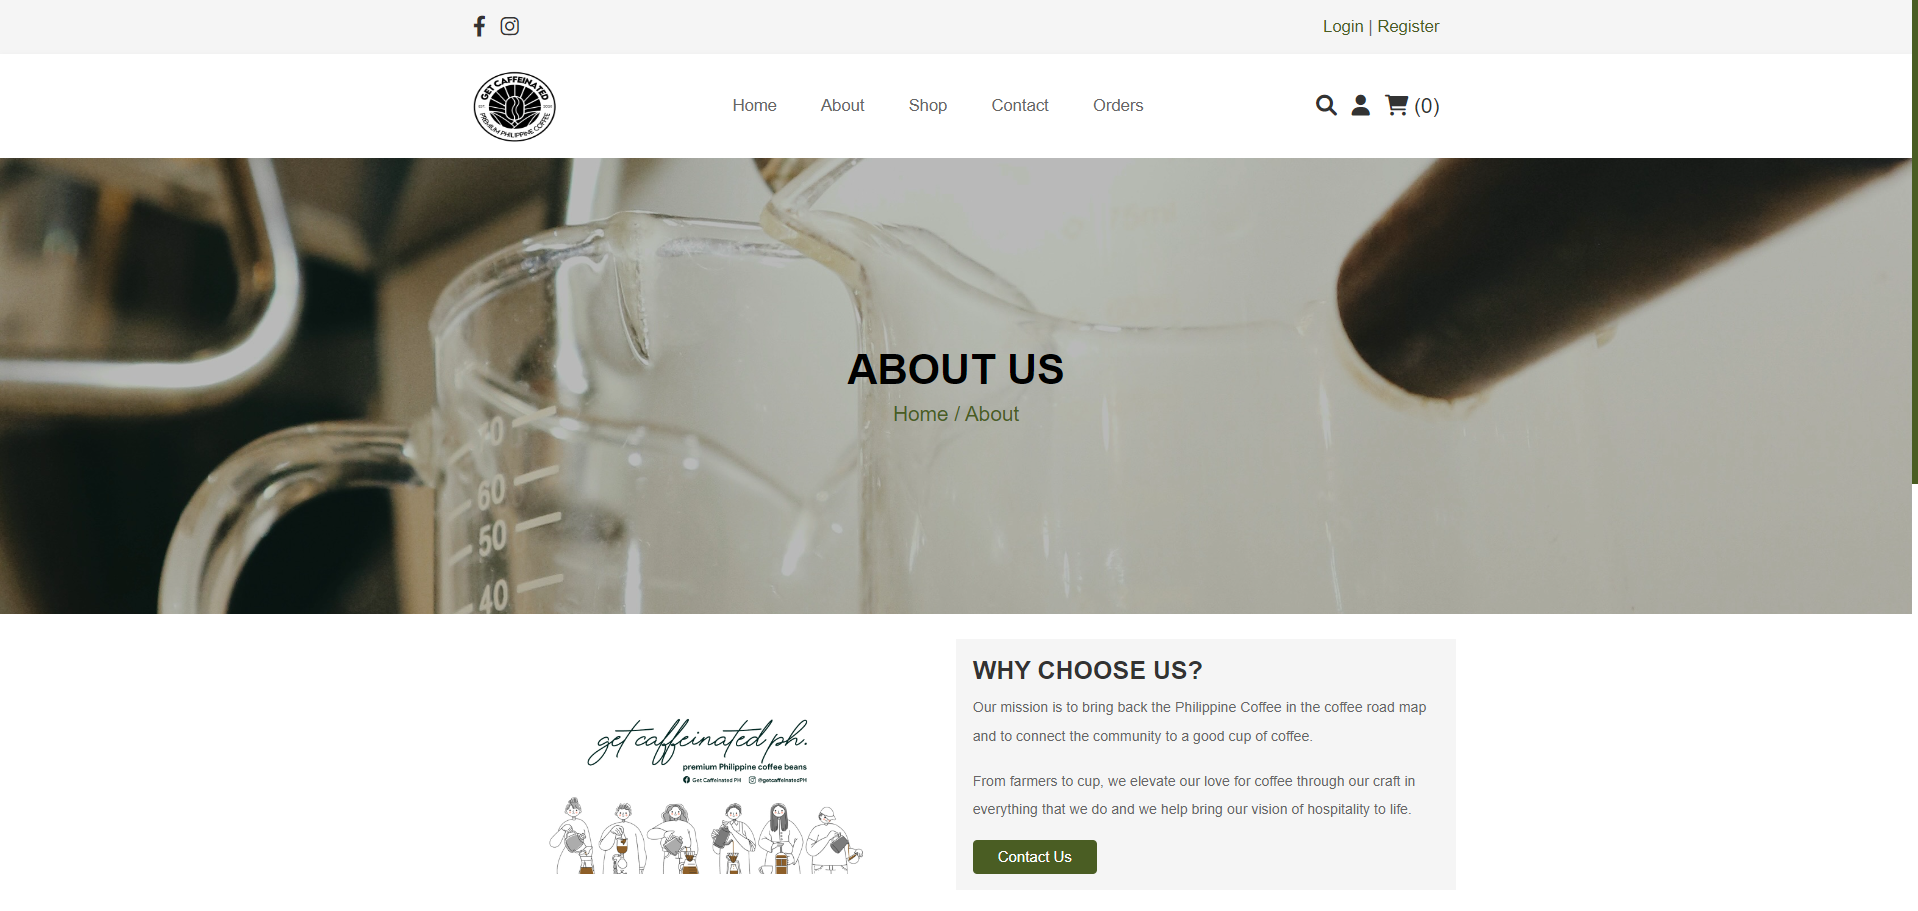 Login | Register
GET CAFFEINATED
EST. 2020
PREMIUM PHILIPPINE COFFEE
Home About Shop Contact Orders
(0)
ABOUT US
Home / About
60
50
40
WHY CHOOSE US?
Our mission is to bring back the Philippine Coffee in the coffee road map
and to connect the community to a good cup of coffee.
From farmers to cup, we elevate our love for coffee through our craft in
everything that we do and we help bring our vision of hospitality to life.
Contact Us
get caffeinated ph.
premium Philippine coffee beans
Get Caffeinated PH @getcaffeinatedPH